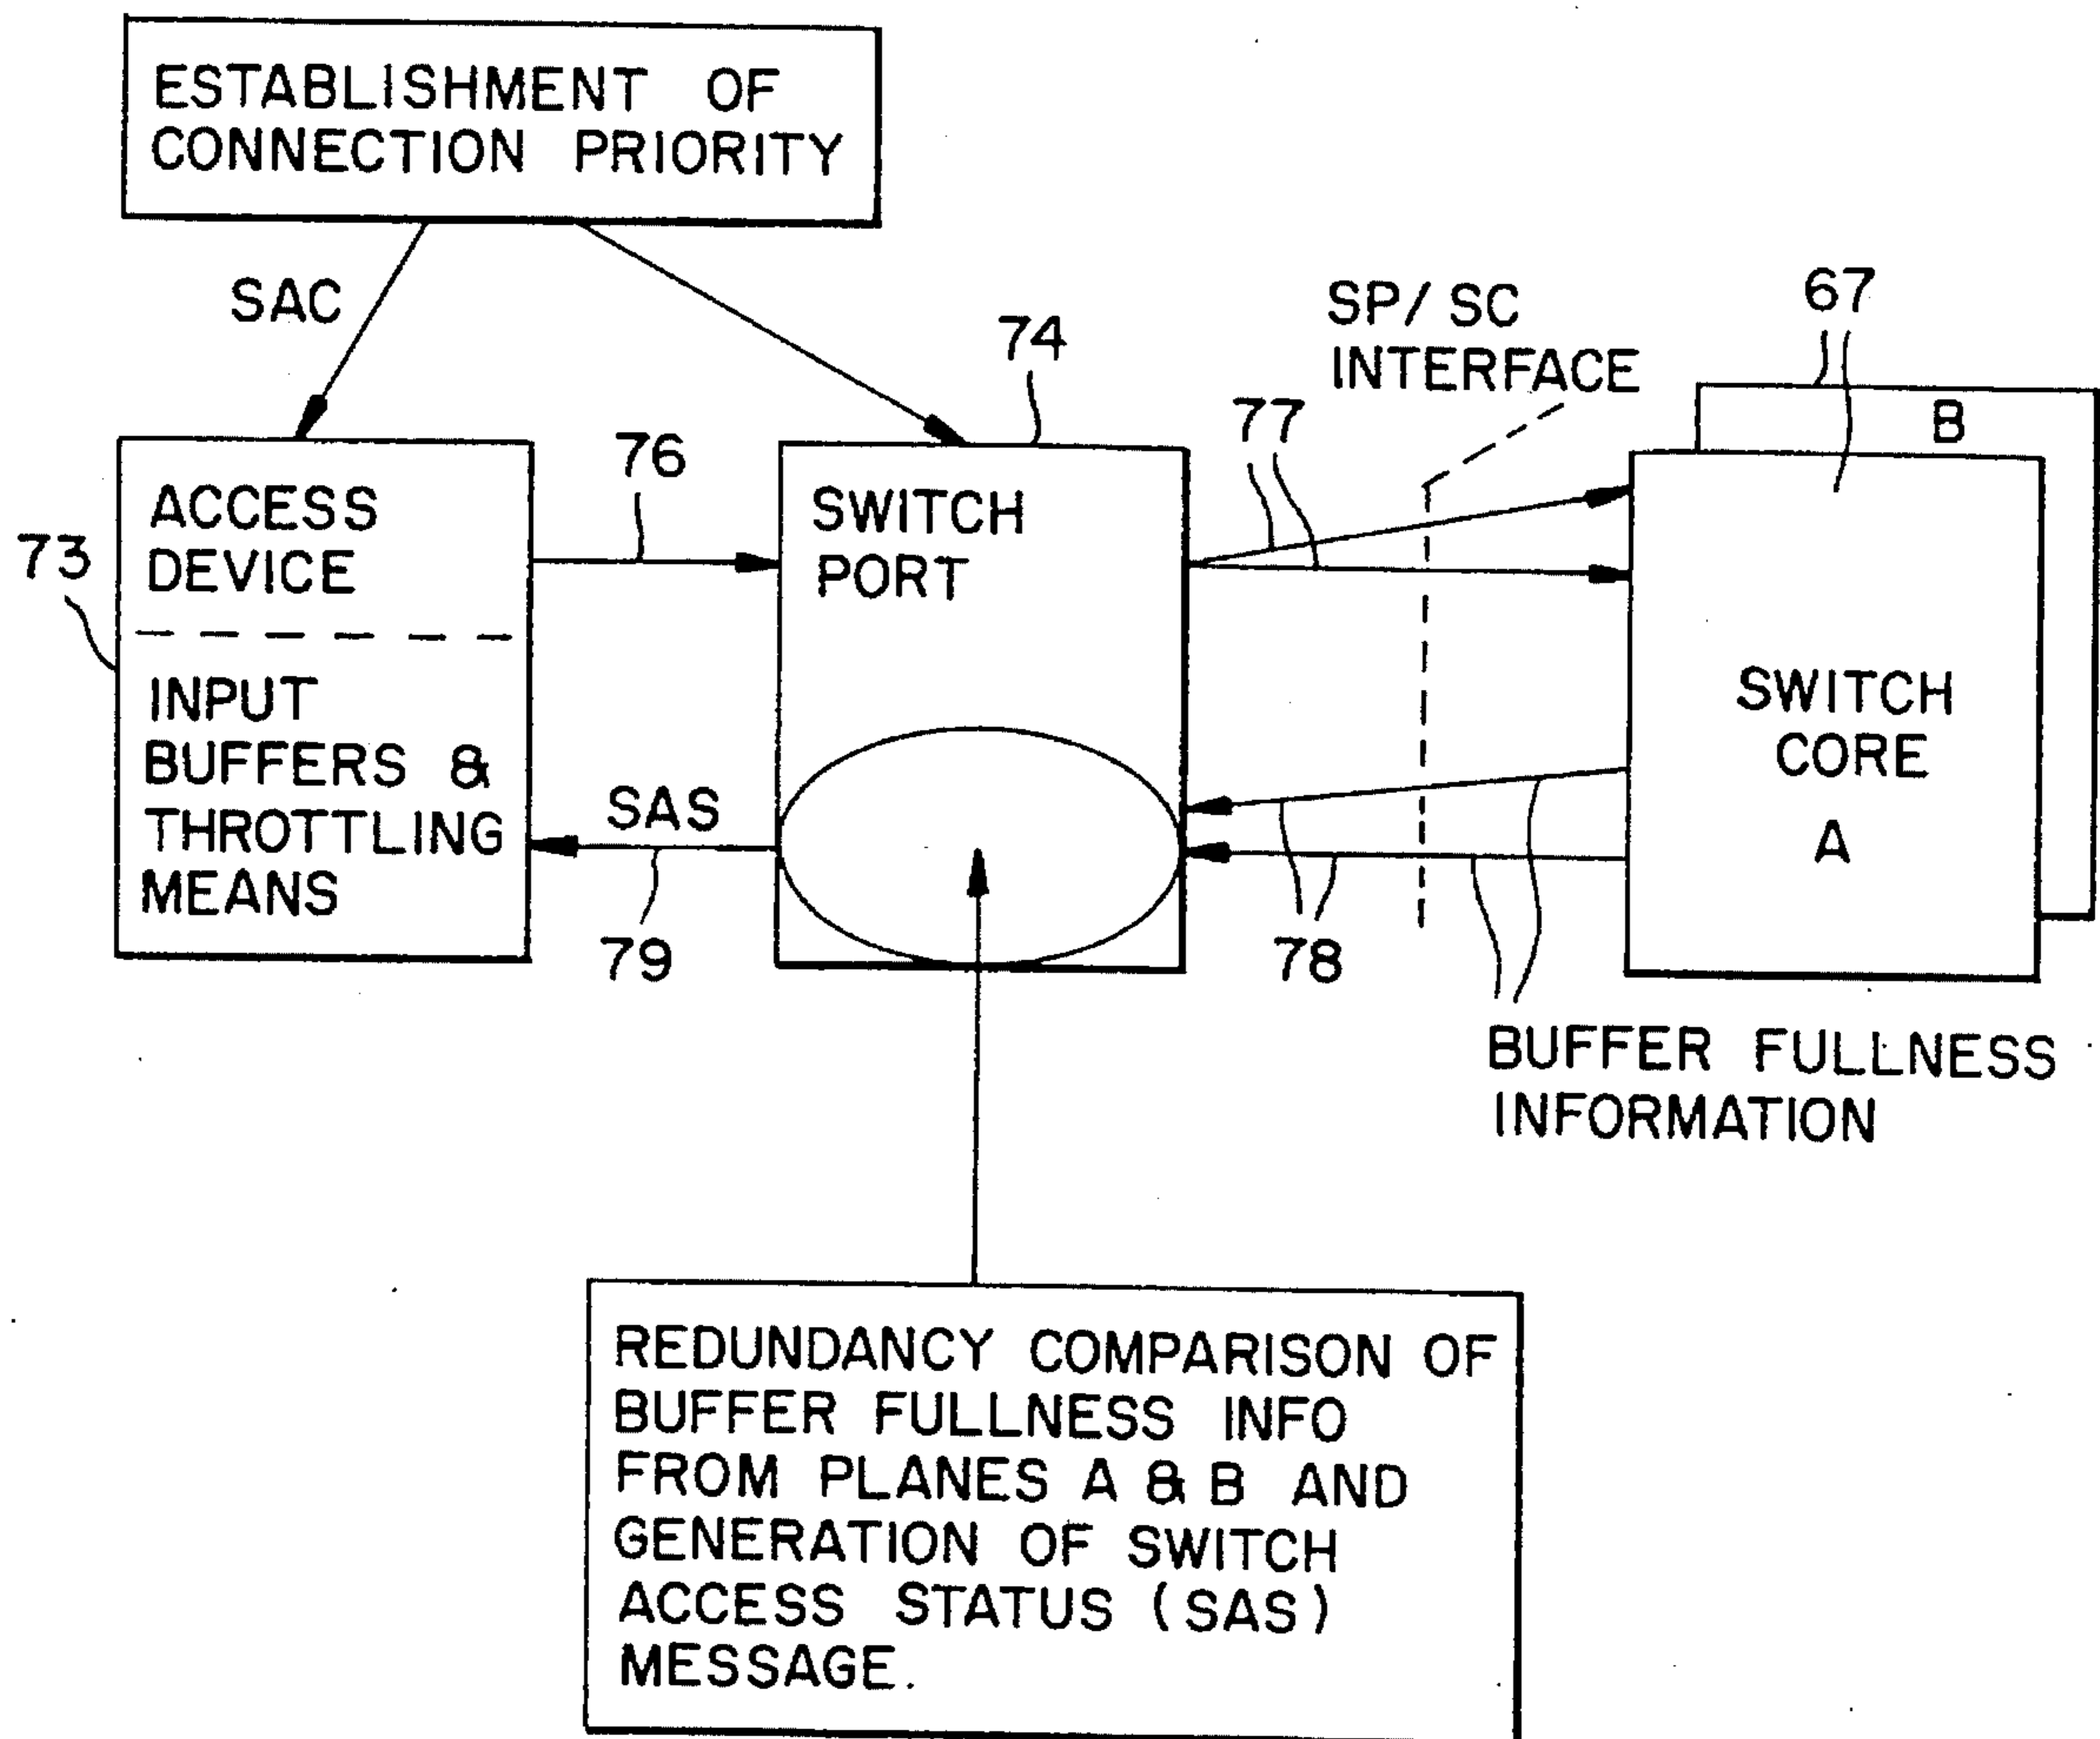 ESTABLISHMENT OF
CONNECTION PRIORITY
SAC
74
SP/SC
INTERFACE
67
B
73
ACCESS
DEVICE
INPUT
BUFFERS &
THROTTLING
MEANS
76
SWITCH
PORT
77
SWITCH
CORE
A
SAS
79
78
BUFFER FULLNESS
INFORMATION
REDUNDANCY COMPARISON OF
BUFFER FULLNESS INFO
FROM PLANES A & B AND
GENERATION OF SWITCH
ACCESS STATUS (SAS)
MESSAGE.